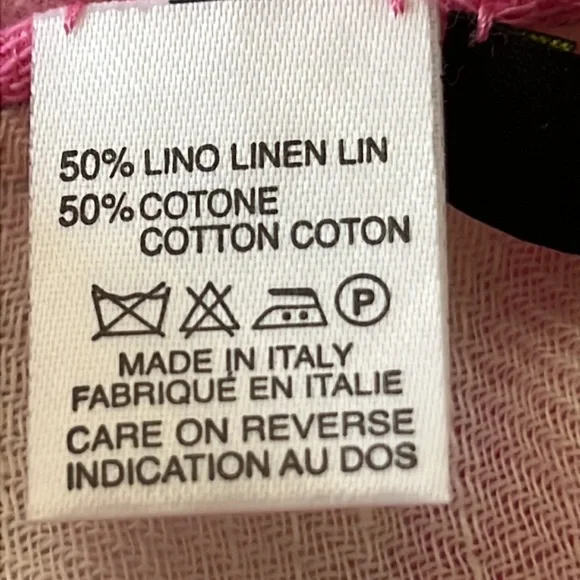 50% LINO LINEN LIN
50% COTONE
COTTON COTON
P
MADE IN ITALY
FABRIQUÉ EN ITALIE
CARE ON REVERSE
INDICATION AU DOS